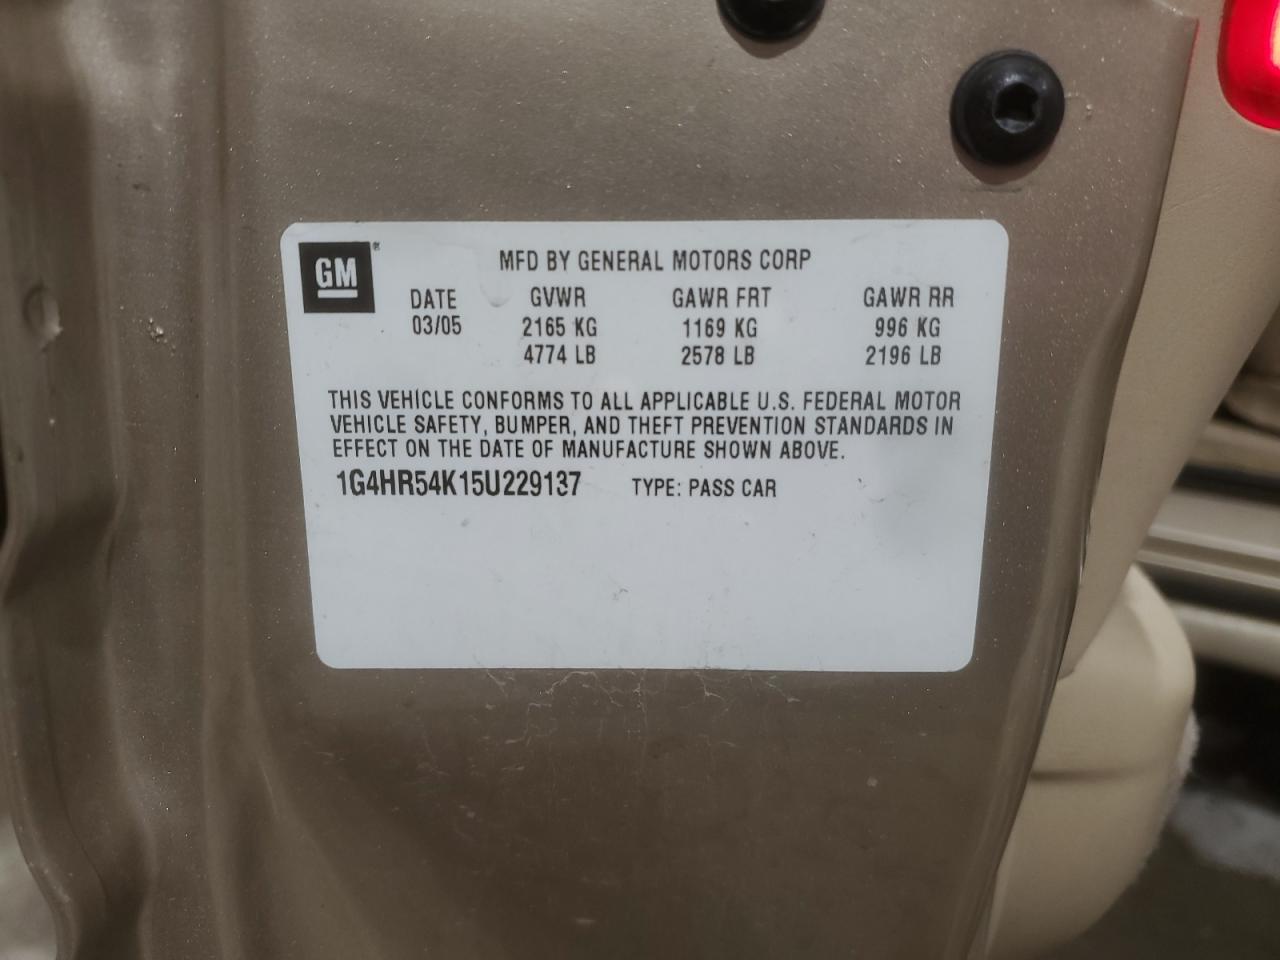 GM®
MFD BY GENERAL MOTORS CORP
DATE GVWR GAWR FRT GAWR RR
03/05 2165 KG 1169 KG 996 KG
4774 LB 2578 LB 2196 LB
THIS VEHICLE CONFORMS TO ALL APPLICABLE U.S. FEDERAL MOTOR
VEHICLE SAFETY, BUMPER, AND THEFT PREVENTION STANDARDS IN
EFFECT ON THE DATE OF MANUFACTURE SHOWN ABOVE.
1G4HR54K15U229137 TYPE: PASS CAR